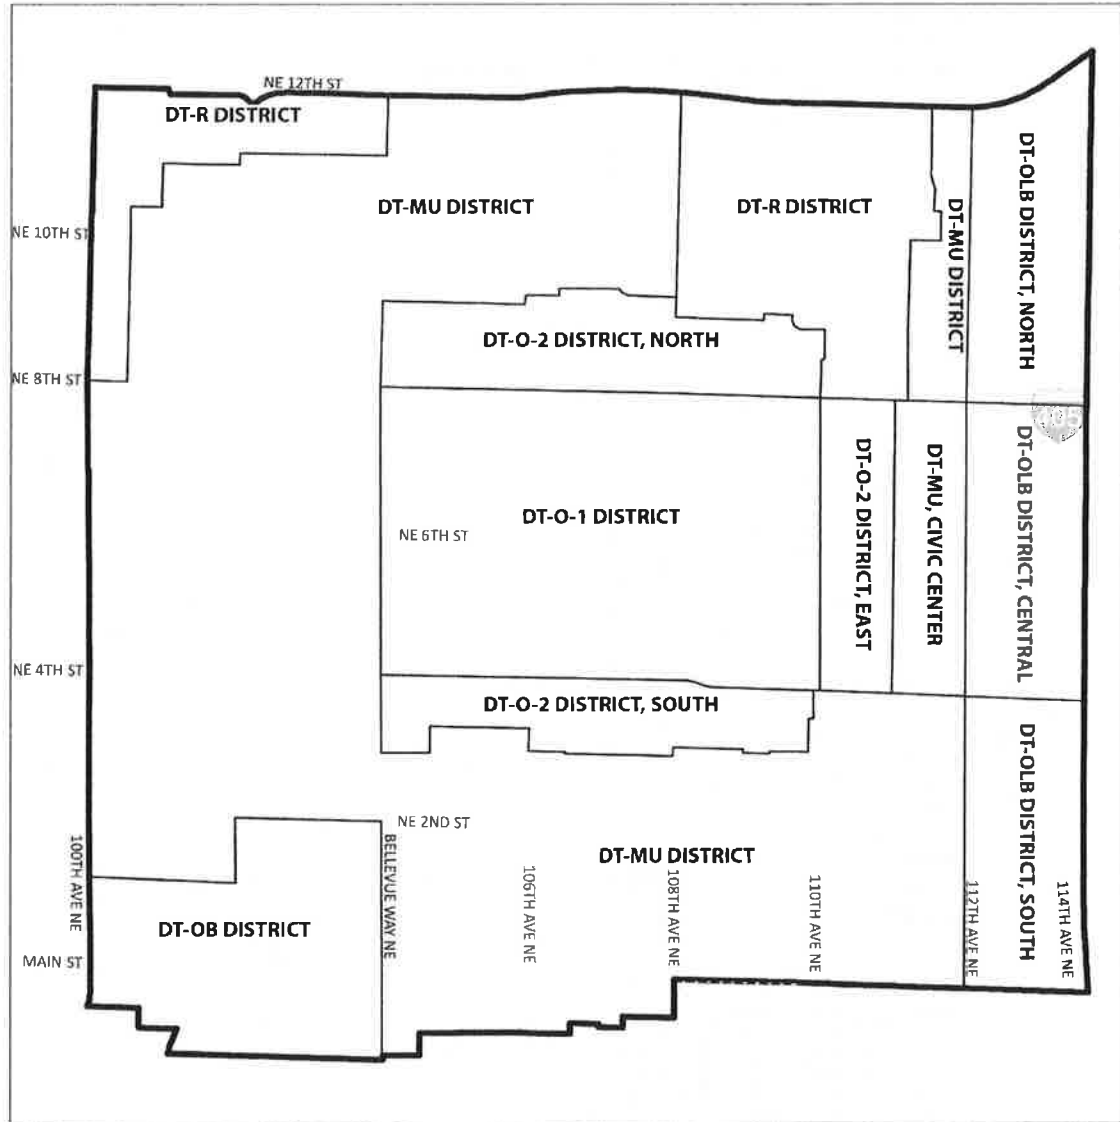 NE 12TH ST
DT-R DISTRICT
DT-MU DISTRICT
DT-R DISTRICT
DT-MU DISTRICT
DT-OLB DISTRICT, NORTH
NE 10TH ST
DT-O-2 DISTRICT, NORTH
NE 8TH ST
405
DT-O-1 DISTRICT
NE 6TH ST
DT-O-2 DISTRICT, EAST
DT-MU, CIVIC CENTER
DT-OLB DISTRICT, CENTRAL
NE 4TH ST
DT-O-2 DISTRICT, SOUTH
DT-OLB DISTRICT, SOUTH
NE 2ND ST
DT-MU DISTRICT
100TH AVE NE
BELLEVUE WAY NE
106TH AVE NE
108TH AVE NE
110TH AVE NE
112TH AVE NE
114TH AVE NE
DT-OB DISTRICT
MAIN ST